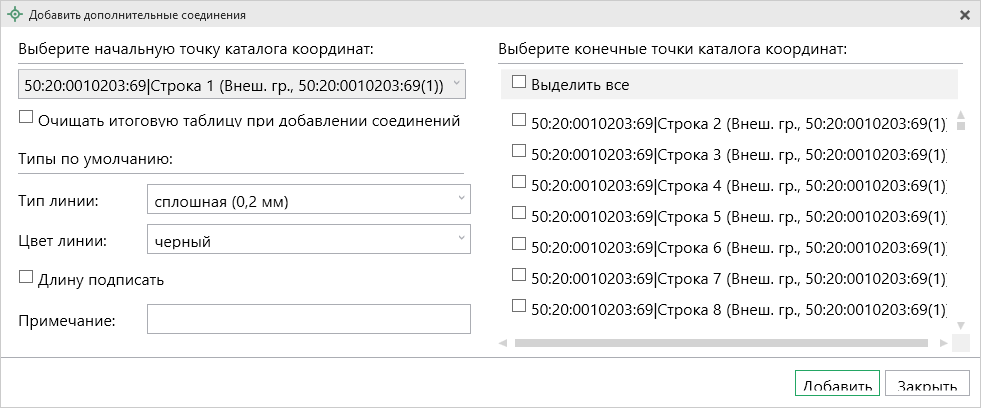 Добавить дополнительные соединения
Выберите начальную точку каталога координат:
50:20:0010203:69|Строка 1 (Внеш. гр., 50:20:0010203:69(1))
Очищать итоговую таблицу при добавлении соединений
Типы по умолчанию:
Тип линии:
сплошная (0,2 мм)
Цвет линии:
черный
Длину подписать
Примечание:
Выберите конечные точки каталога координат:
Выделить все
50:20:0010203:69|Строка 2 (Внеш. гр., 50:20:0010203:69(1)
50:20:0010203:69|Строка 3 (Внеш. гр., 50:20:0010203:69(1)
50:20:0010203:69|Строка 4 (Внеш. гр., 50:20:0010203:69(1)
50:20:0010203:69|Строка 5 (Внеш. гр., 50:20:0010203:69(1)
50:20:0010203:69|Строка 6 (Внеш. гр., 50:20:0010203:69(1)
50:20:0010203:69|Строка 7 (Внеш. гр., 50:20:0010203:69(1)
50:20:0010203:69|Строка 8 (Внеш. гр., 50:20:0010203:69(1)
Добавить
Закрыть